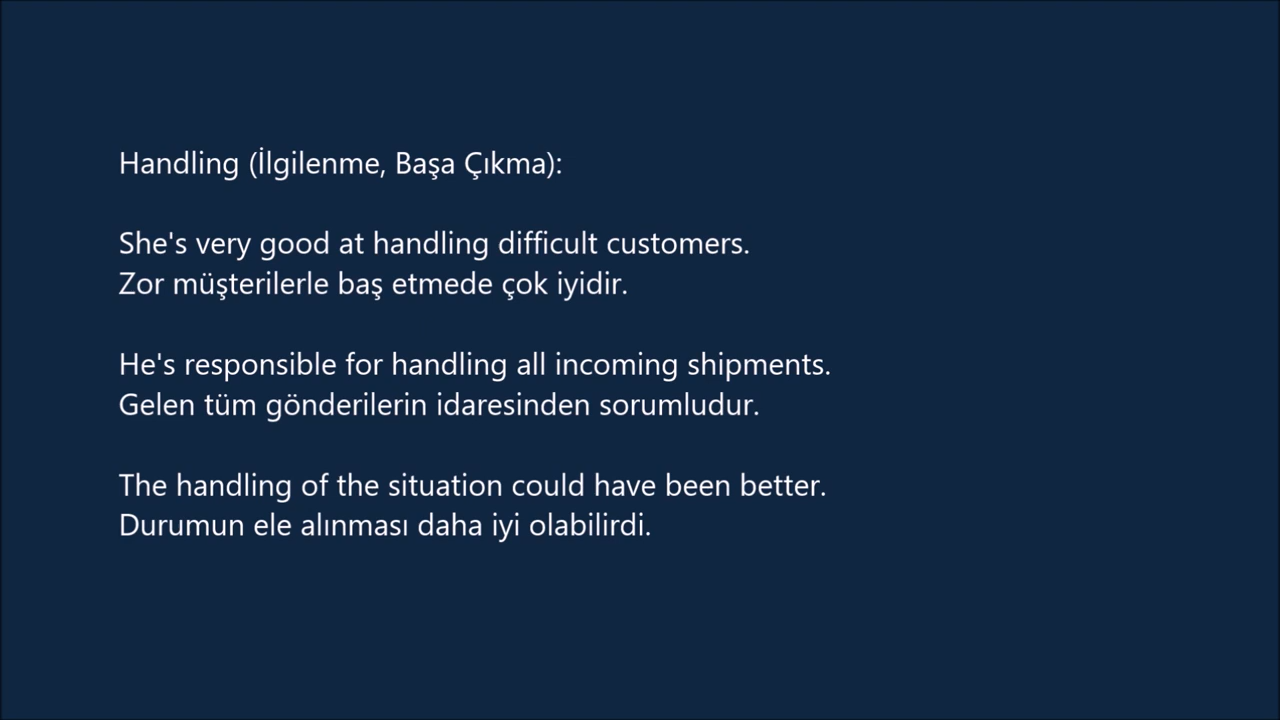 Handling (İlgilenme, Başa Çıkma):
She's very good at handling difficult customers.
Zor müşterilerle baş etmede çok iyidir.
He's responsible for handling all incoming shipments.
Gelen tüm gönderilerin idaresinden sorumludur.
The handling of the situation could have been better.
Durumun ele alınması daha iyi olabilirdi.